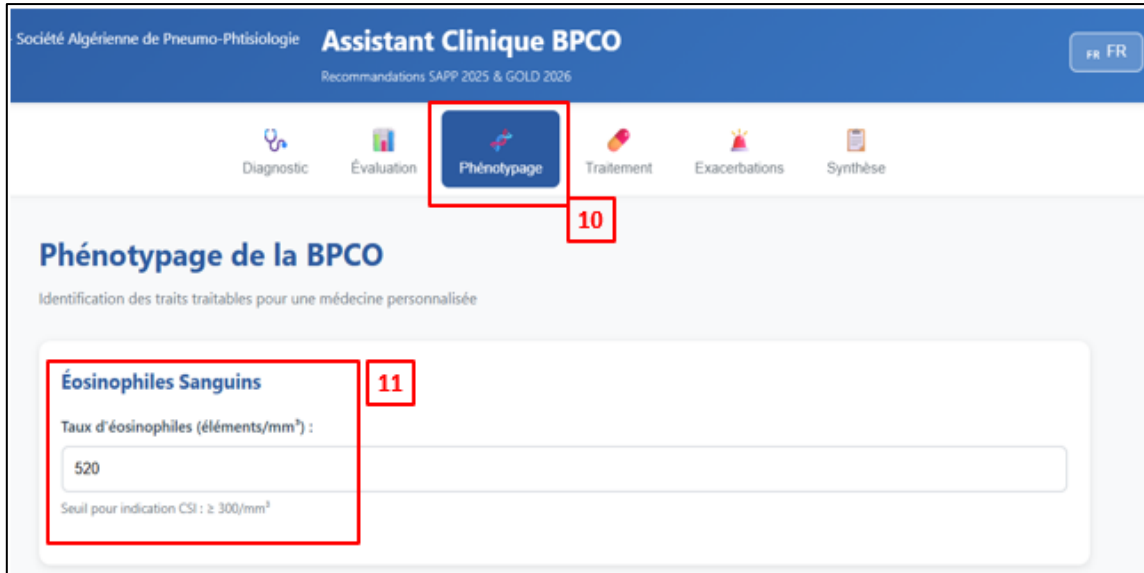 Société Algérienne de Pneumo-Phtisiologie
Assistant Clinique BPCO
Recommandations SAPP 2025 & GOLD 2026
FR FR
Diagnostic
Évaluation
Phénotypage
Traitement
Exacerbations
Synthèse
10
Phénotypage de la BPCO
Identification des traits traitables pour une médecine personnalisée
Éosinophiles Sanguins
11
Taux d'éosinophiles (éléments/mm³) :
520
Seuil pour indication CSI : ≥ 300/mm³